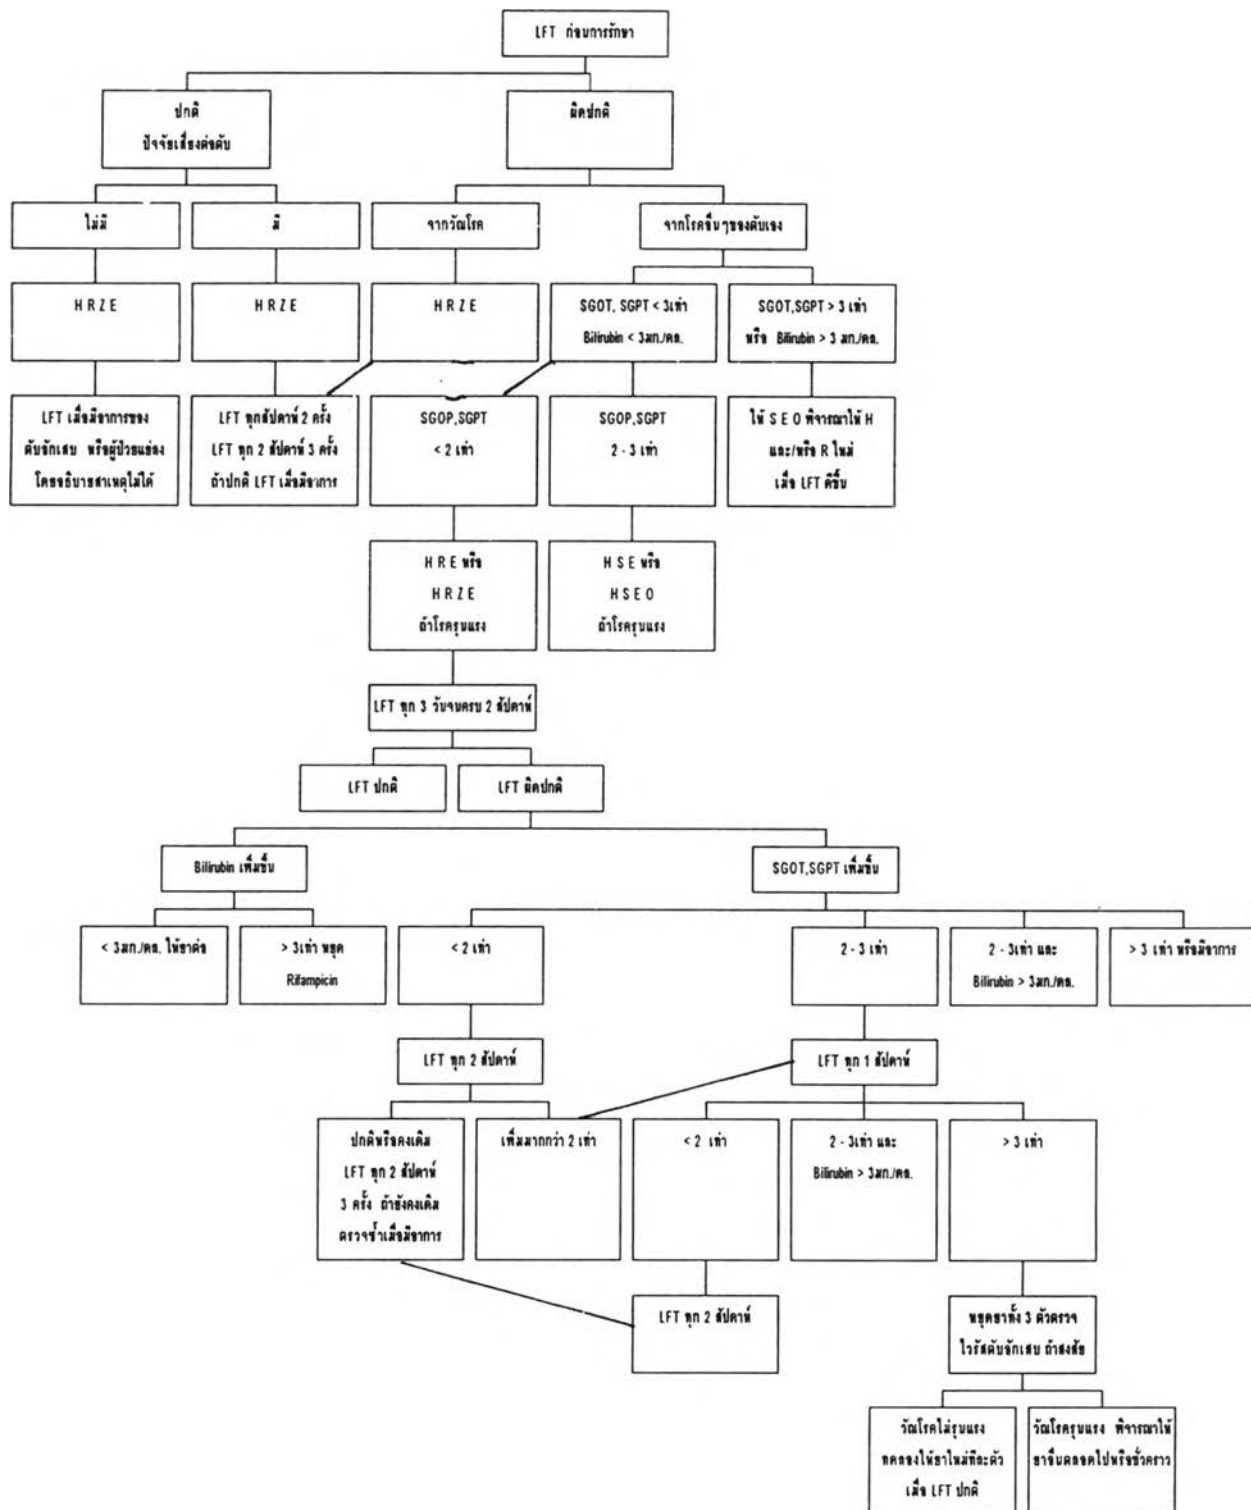 LFT ก่อนการรักษา
ปกติ
ปัจจัยเสี่ยงต่อตับ
ผิดปกติ
ไม่มี
มี
จากวัณโรค
จากโรคอื่นๆของตับเอง
H R Z E
H R Z E
H R Z E
SGOT, SGPT < 3เท่า
Bilirubin < 3มก./ดล.
SGOT,SGPT > 3 เท่า
หรือ Bilirubin > 3 มก./ดล.
LFT เมื่อมีอาการของ
ตับอักเสบ หรือผู้ป่วยแย่ลง
โดยอธิบายสาเหตุไม่ได้
LFT ทุกสัปดาห์ 2 ครั้ง
LFT ทุก 2 สัปดาห์ 3 ครั้ง
ถ้าปกติ LFT เมื่อมีอาการ
SGOP,SGPT
< 2 เท่า
SGOP,SGPT
2 - 3 เท่า
ให้ S E O พิจารณาให้ H
และ/หรือ R ใหม่
เมื่อ LFT ดีขึ้น
H R E หรือ
H R Z E
ถ้าโรครุนแรง
H S E หรือ
H S E O
ถ้าโรครุนแรง
LFT ทุก 3 วันจนครบ 2 สัปดาห์
LFT ปกติ
LFT ผิดปกติ
Bilirubin เพิ่มขึ้น
SGOT,SGPT เพิ่มขึ้น
< 3มก./ดล. ให้ยาต่อ
> 3เท่า หยุด
Rifampicin
< 2 เท่า
2 - 3 เท่า
2 - 3เท่า และ
Bilirubin > 3มก./ดล.
> 3 เท่า หรือมีอาการ
LFT ทุก 2 สัปดาห์
LFT ทุก 1 สัปดาห์
ปกติหรือคงเดิม
LFT ทุก 2 สัปดาห์
3 ครั้ง ถ้ายังคงเดิม
ตรวจซ้ำเมื่อมีอาการ
เพิ่มมากกว่า 2 เท่า
< 2 เท่า
2 - 3เท่า และ
Bilirubin > 3มก./ดล.
> 3 เท่า
LFT ทุก 2 สัปดาห์
หยุดยาทั้ง 3 ตัวตรวจ
ไวรัสตับอักเสบ ถ้าสงสัย
วัณโรคไม่รุนแรง
ทดลองให้ยาใหม่ทีละตัว
เมื่อ LFT ปกติ
วัณโรครุนแรง พิจารณาให้
ยาอื่นตลอดไปหรือชั่วคราว